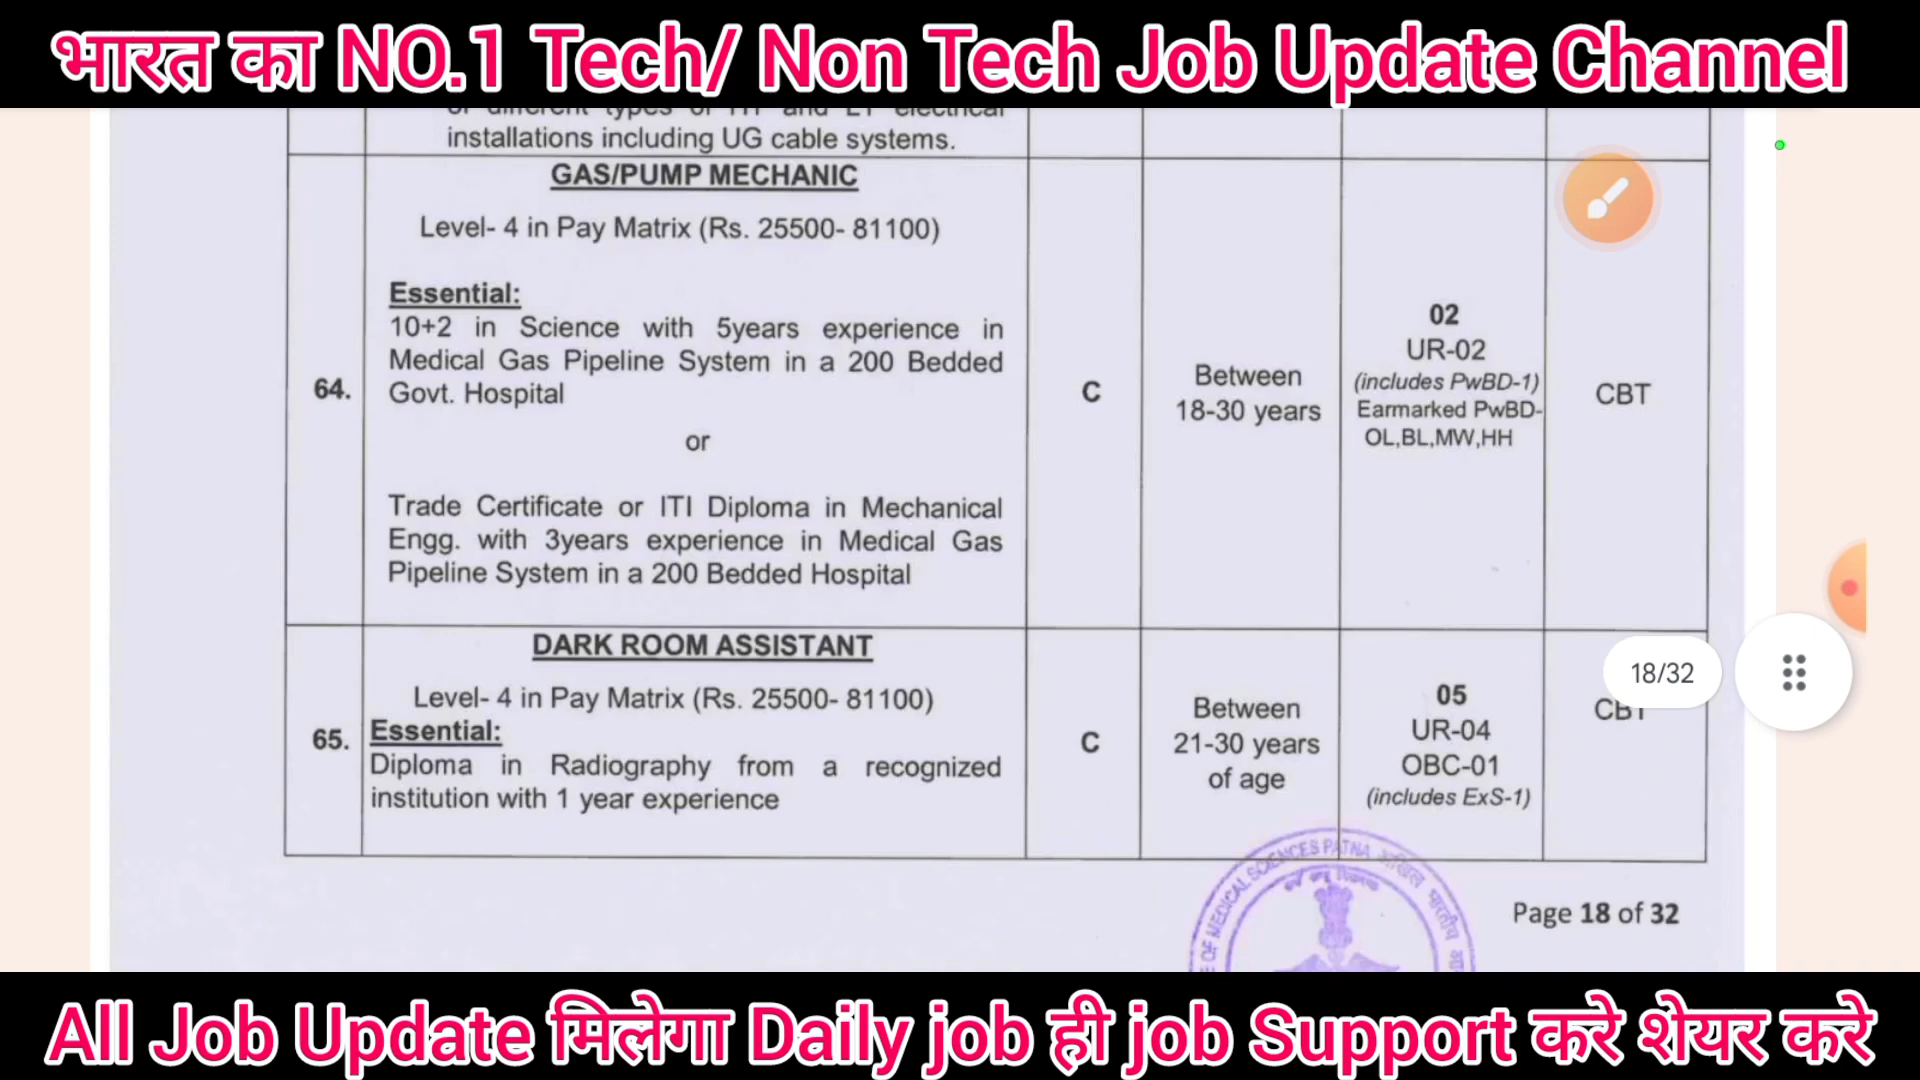 भारत का NO.1 Tech/ Non Tech Job Update Channel
installations including UG cable systems.
GAS/PUMP MECHANIC
Level- 4 in Pay Matrix (Rs. 25500- 81100)
Essential:
10+2 in Science with 5years experience in
Medical Gas Pipeline System in a 200 Bedded
Govt. Hospital
or
Trade Certificate or ITI Diploma in Mechanical
Engg. with 3years experience in Medical Gas
Pipeline System in a 200 Bedded Hospital
64.
C
Between
18-30 years
02
UR-02
(includes PwBD-1)
Earmarked PwBD-
OL,BL,MW,HH
CBT
DARK ROOM ASSISTANT
Level- 4 in Pay Matrix (Rs. 25500- 81100)
65.
Essential:
Diploma in Radiography from a recognized
institution with 1 year experience
C
Between
21-30 years
of age
05
UR-04
OBC-01
(includes ExS-1)
CBT
18/32
OF MEDICAL SCIENCES PATNA अखिल भारतीय
Page 18 of 32
All Job Update मिलेगा Daily job ही job Support करे शेयर करे